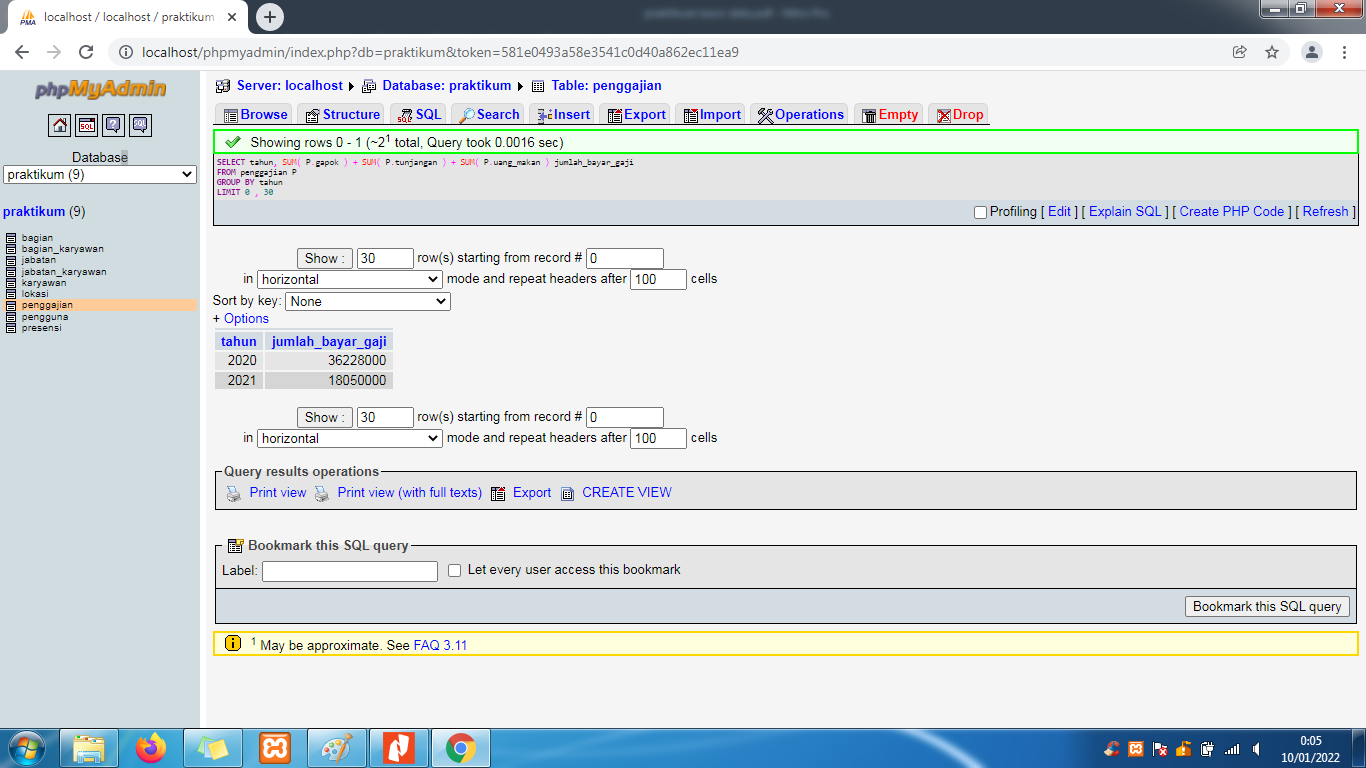 localhost / localhost / praktikum
localhost/phpmyadmin/index.php?db=praktikum&token=581e0493a58e3541c0d40a862ec11ea9
phpMyAdmin
Database
praktikum (9)
praktikum (9)
bagian
bagian_karyawan
jabatan
jabatan_karyawan
karyawan
lokasi
penggajian
pengguna
presensi
Server: localhost Database: praktikum Table: penggajian
Browse Structure SQL Search Insert Export Import Operations Empty Drop
Showing rows 0 - 1 (~2¹ total, Query took 0.0016 sec)
SELECT tahun, SUM( P.gapok ) + SUM( P.tunjangan ) + SUM( P.uang_makan ) jumlah_bayar_gaji
FROM penggajian P
GROUP BY tahun
LIMIT 0 , 30
Profiling [ Edit ] [ Explain SQL ] [ Create PHP Code ] [ Refresh ]
Show : 30 row(s) starting from record # 0
in horizontal mode and repeat headers after 100 cells
Sort by key: None
+ Options
tahun jumlah_bayar_gaji
2020 36228000
2021 18050000
Show : 30 row(s) starting from record # 0
in horizontal mode and repeat headers after 100 cells
Query results operations
Print view Print view (with full texts) Export CREATE VIEW
Bookmark this SQL query
Label: Let every user access this bookmark
Bookmark this SQL query
¹ May be approximate. See FAQ 3.11
0:05
10/01/2022